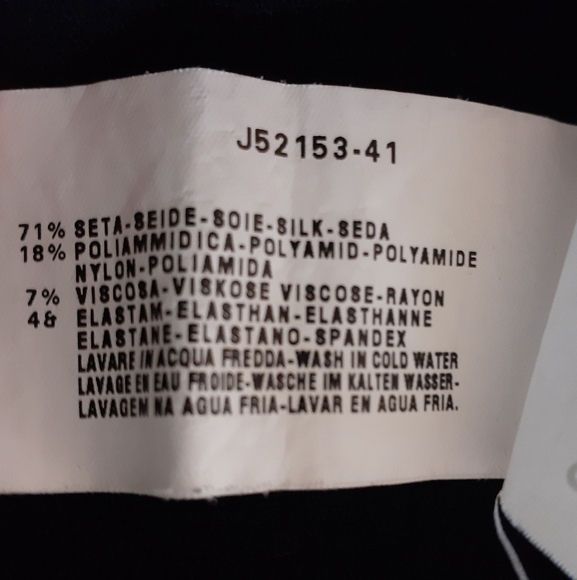 J52153-41
71% SETA-SEIDE-SOIE-SILK-SEDA
18% POLIAMMIDICA-POLYAMID-POLYAMIDE
NYLON-POLIAMIDA
7% VISCOSA-VISKOSE VISCOSE-RAYON
4& ELASTAM-ELASTHAN-ELASTHANNE
ELASTANE-ELASTANO-SPANDEX
LAVARE IN ACQUA FREDDA-WASH IN COLD WATER
LAVAGE EN EAU FROIDE-WASCHE IM KALTEN WASSER-
LAVAGEM NA AGUA FRIA-LAVAR EN AGUA FRIA.